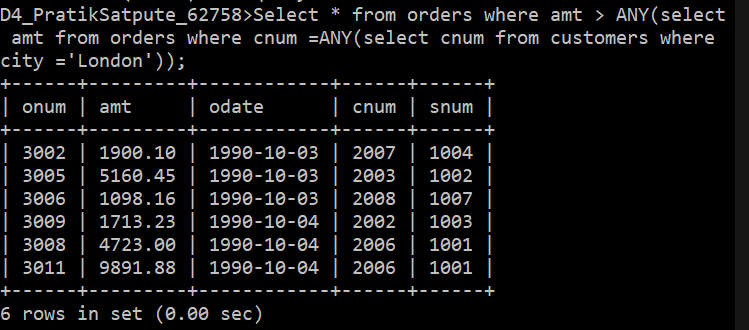 D4_PratikSatpute_62758>Select * from orders where amt > ANY(select
 amt from orders where cnum =ANY(select cnum from customers where
city ='London'));
+------+---------+------------+------+------+
| onum | amt     | odate      | cnum | snum |
+------+---------+------------+------+------+
| 3002 | 1900.10 | 1990-10-03 | 2007 | 1004 |
| 3005 | 5160.45 | 1990-10-03 | 2003 | 1002 |
| 3006 | 1098.16 | 1990-10-03 | 2008 | 1007 |
| 3009 | 1713.23 | 1990-10-04 | 2002 | 1003 |
| 3008 | 4723.00 | 1990-10-04 | 2006 | 1001 |
| 3011 | 9891.88 | 1990-10-04 | 2006 | 1001 |
+------+---------+------------+------+------+
6 rows in set (0.00 sec)